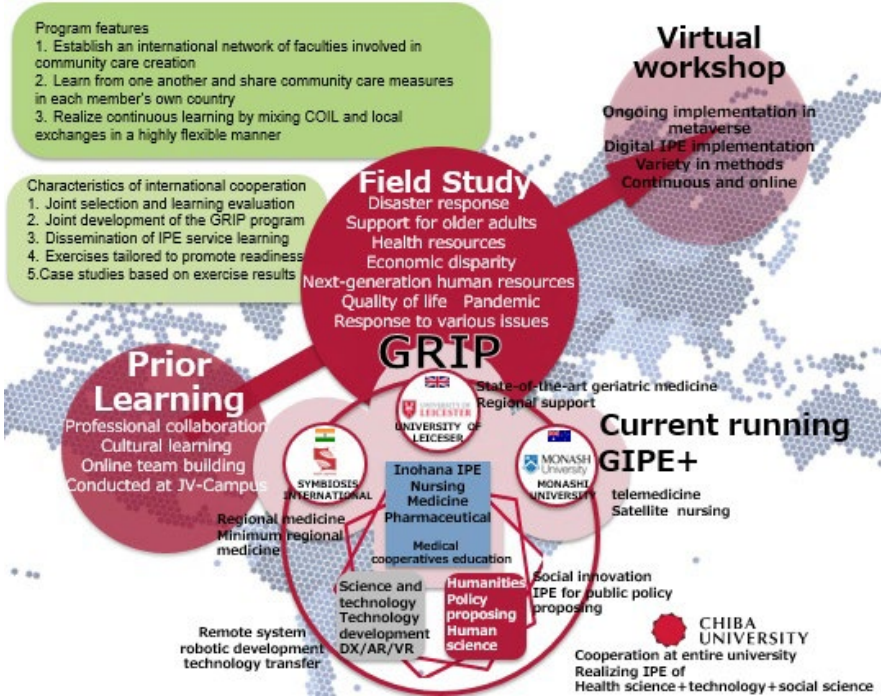 Program features
1. Establish an international network of faculties involved in
community care creation
2. Learn from one another and share community care measures
in each member's own country
3. Realize continuous learning by mixing COIL and local
exchanges in a highly flexible manner
Virtual
workshop
Ongoing implementation in
metaverse
Digital IPE implementation
Variety in methods
Continuous and online
Characteristics of international cooperation
1. Joint selection and learning evaluation
2. Joint development of the GRIP program
3. Dissemination of IPE service learning
4. Exercises tailored to promote readiness
5.Case studies based on exercise results
Field Study
Disaster response
Support for older adults
Health resources
Economic disparity
Next-generation human resources
Quality of life Pandemic
Response to various issues
GRIP
Prior
Learning
Professional collaboration
Cultural learning
Online team building
Conducted at JV-Campus
UNIVERSITY OF
LEICESTER
UNIVERSITY OF
LEICESER
State-of-the-art geriatric medicine
Regional support
SYMBIOSIS
INTERNATIONAL
MONASH
University
MONASHI
UNIVERSITY
Current running
GIPE+
telemedicine
Satellite nursing
Regional medicine
Minimum regional
medicine
Inohana IPE
Nursing
Medicine
Pharmaceutical
Medical
cooperatives education
Science and
technology
Technology
development
DX/AR/VR
Humanities
Policy
proposing
Human
science
Social innovation
IPE for public policy
proposing
Remote system
robotic development
technology transfer
CHIBA
UNIVERSITY
Cooperation at entire university
Realizing IPE of
Health science+technology+social science